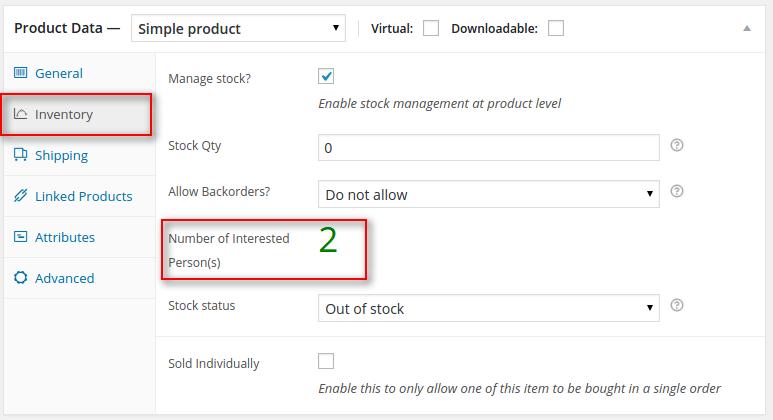 Product Data — Simple product Virtual: Downloadable:
General
Inventory
Shipping
Linked Products
Attributes
Advanced
Manage stock?
Enable stock management at product level
Stock Qty 0
Allow Backorders? Do not allow
Number of Interested
Person(s) 2
Stock status Out of stock
Sold Individually
Enable this to only allow one of this item to be bought in a single order